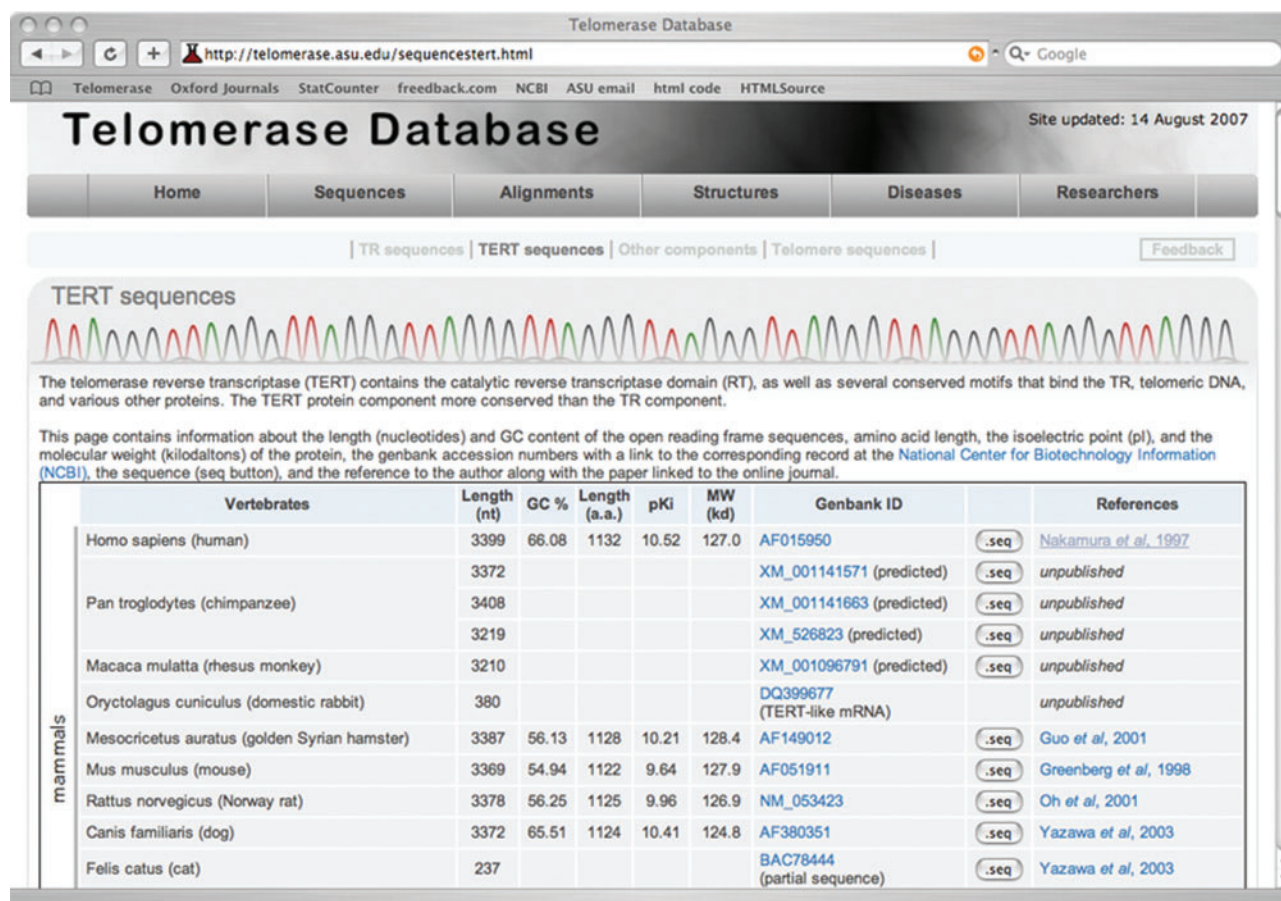 Telomerase Database
http://telomerase.asu.edu/sequencestert.html
Google
Telomerase Oxford Journals StatCounter freedback.com NCBI ASU email html code HTMLSource
Telomerase Database
Site updated: 14 August 2007
Home Sequences Alignments Structures Diseases Researchers
| TR sequences | TERT sequences | Other components | Telomere sequences |
Feedback
TERT sequences
The telomerase reverse transcriptase (TERT) contains the catalytic reverse transcriptase domain (RT), as well as several conserved motifs that bind the TR, telomeric DNA,
and various other proteins. The TERT protein component more conserved than the TR component.
This page contains information about the length (nucleotides) and GC content of the open reading frame sequences, amino acid length, the isoelectric point (pI), and the
molecular weight (kilodaltons) of the protein, the genbank accession numbers with a link to the corresponding record at the National Center for Biotechnology Information
(NCBI), the sequence (seq button), and the reference to the author along with the paper linked to the online journal.
Vertebrates Length (nt) GC % Length (a.a.) pKi MW (kd) Genbank ID References
mammals
Homo sapiens (human) 3399 66.08 1132 10.52 127.0 AF015950 .seq Nakamura et al, 1997
Pan troglodytes (chimpanzee)
3372 XM_001141571 (predicted) .seq unpublished
3408 XM_001141663 (predicted) .seq unpublished
3219 XM_526823 (predicted) .seq unpublished
Macaca mulatta (rhesus monkey) 3210 XM_001096791 (predicted) .seq unpublished
Oryctolagus cuniculus (domestic rabbit) 380 DQ399677 (TERT-like mRNA) unpublished
Mesocricetus auratus (golden Syrian hamster) 3387 56.13 1128 10.21 128.4 AF149012 .seq Guo et al, 2001
Mus musculus (mouse) 3369 54.94 1122 9.64 127.9 AF051911 .seq Greenberg et al, 1998
Rattus norvegicus (Norway rat) 3378 56.25 1125 9.96 126.9 NM_053423 .seq Oh et al, 2001
Canis familiaris (dog) 3372 65.51 1124 10.41 124.8 AF380351 .seq Yazawa et al, 2003
Felis catus (cat) 237 BAC78444 (partial sequence) .seq Yazawa et al, 2003